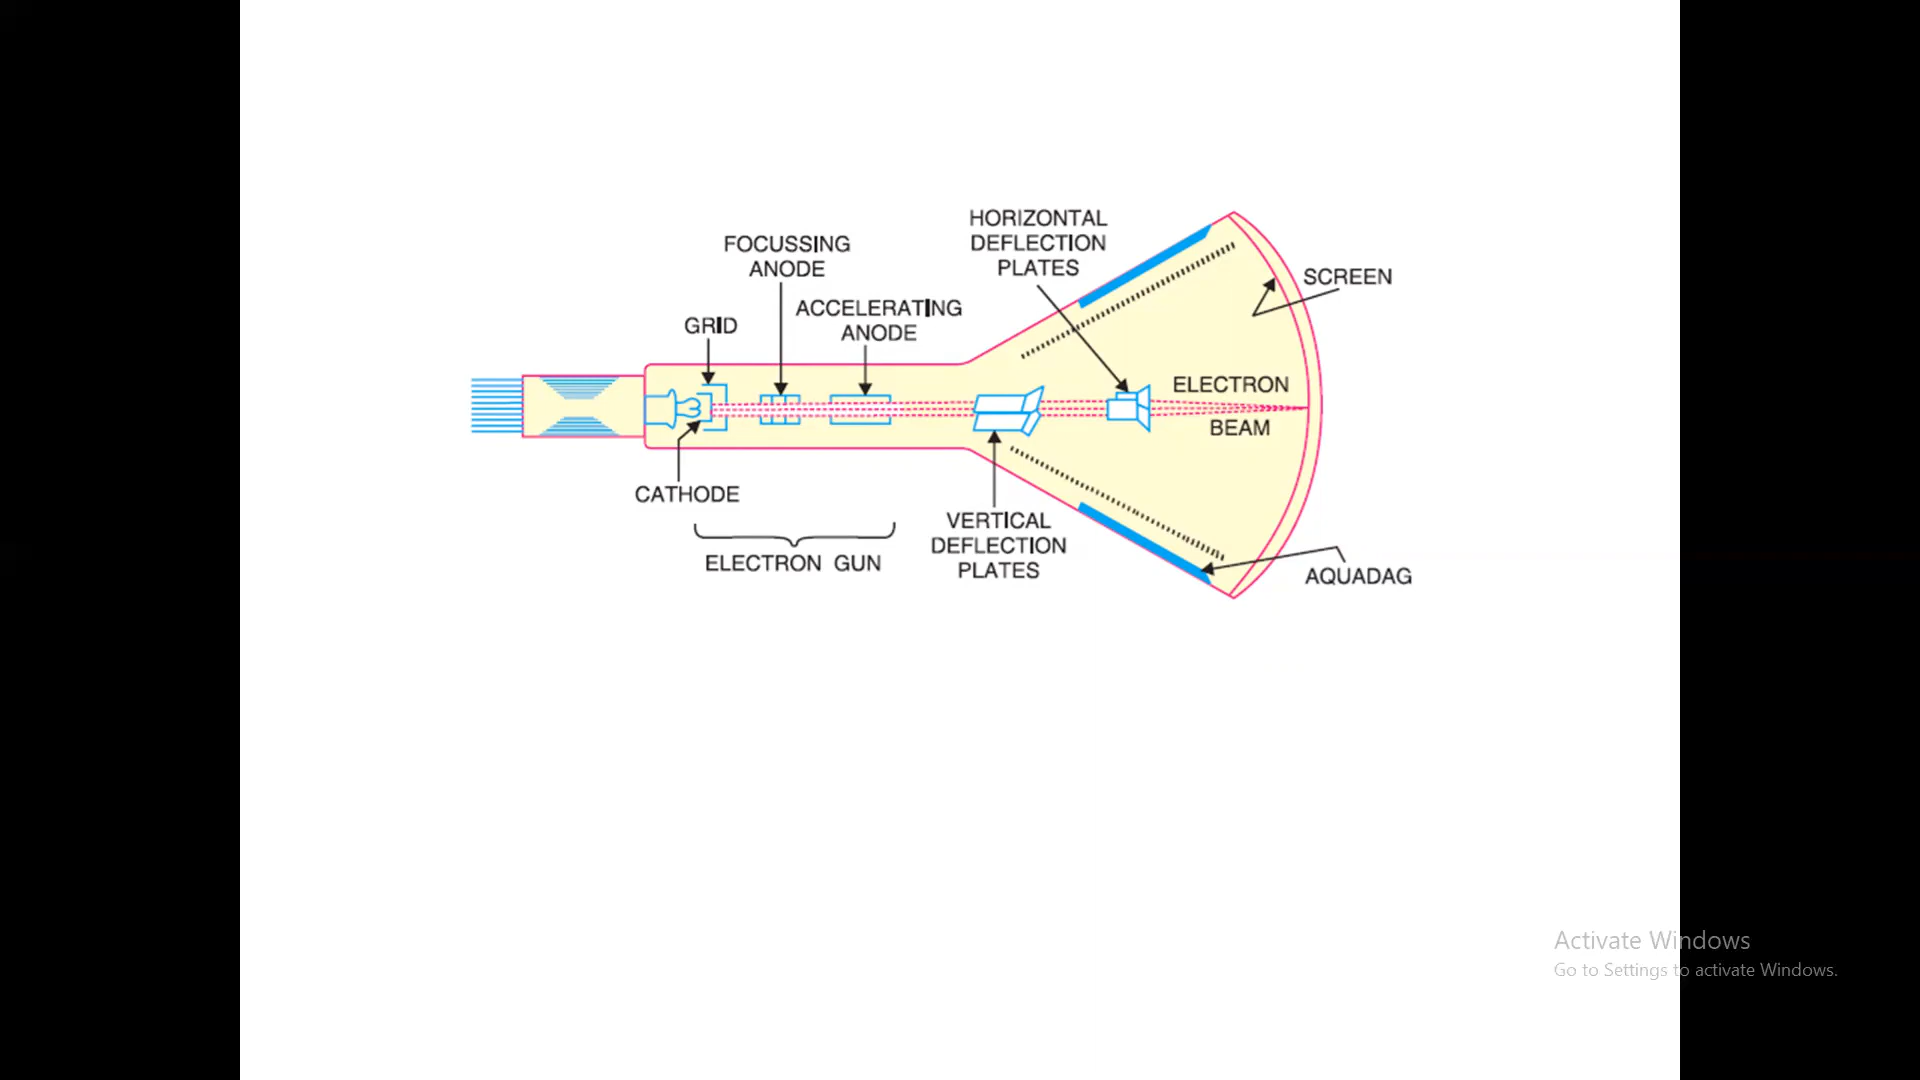 HORIZONTAL
DEFLECTION
PLATES
FOCUSSING
ANODE
SCREEN
ACCELERATING
ANODE
GRID
ELECTRON
BEAM
CATHODE
VERTICAL
DEFLECTION
PLATES
ELECTRON GUN
AQUADAG
Activate Windows
Go to Settings to activate Windows.